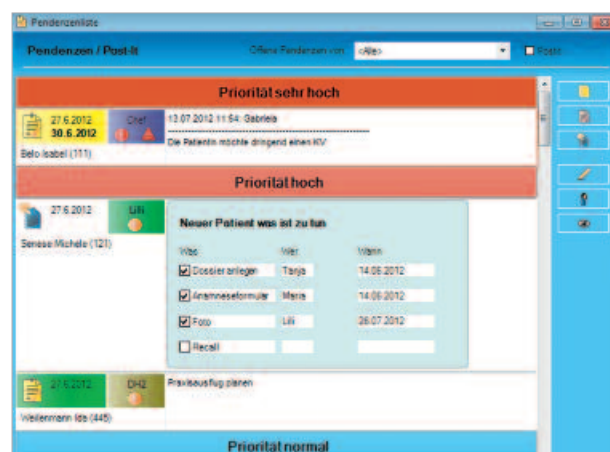 Pendenzenliste
Pendenzen / Post-It
Offene Pendenzen von:
<Alle>
Posts
Priorität sehr hoch
27.6.2012
30.6.2012
Chef
13.07.2012 11:54: Gabriela
Die Patientin möchte dringend einen KV
Belo Isabel (111)
Priorität hoch
27.6.2012
Lilli
Senese Michele (121)
Neuer Patient was ist zu tun
Was Wer Wann
Dossier anlegen Tanja 14.06.2012
Anamneseformular Maria 14.06.2012
Foto Lilli 26.07.2012
Recall
27.6.2012
DH2
Praxisausflug planen
Weilenmann Ida (445)
Priorität normal